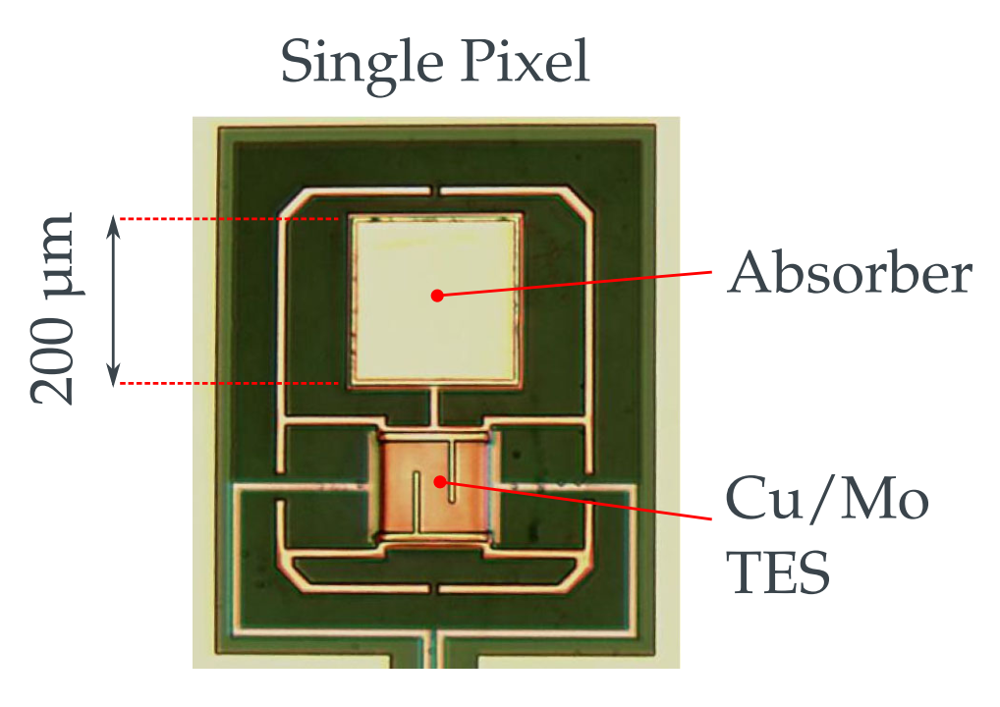 Single Pixel
200 µm
Absorber
Cu/Mo
TES